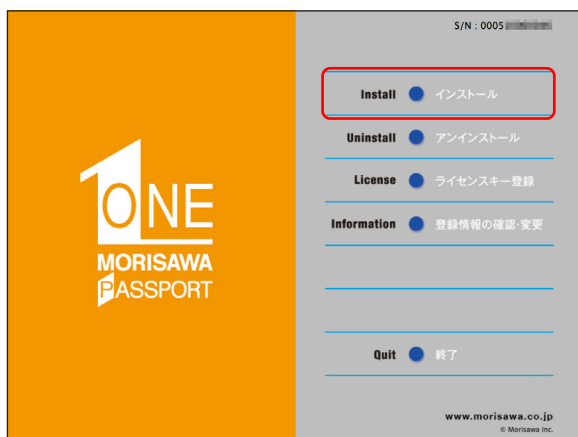 S/N : 0005
Install インストール
Uninstall アンインストール
License ライセンスキー登録
Information 登録情報の確認・変更
Quit 終了
1 ONE
MORISAWA
PASSPORT
www.morisawa.co.jp
© Morisawa Inc.